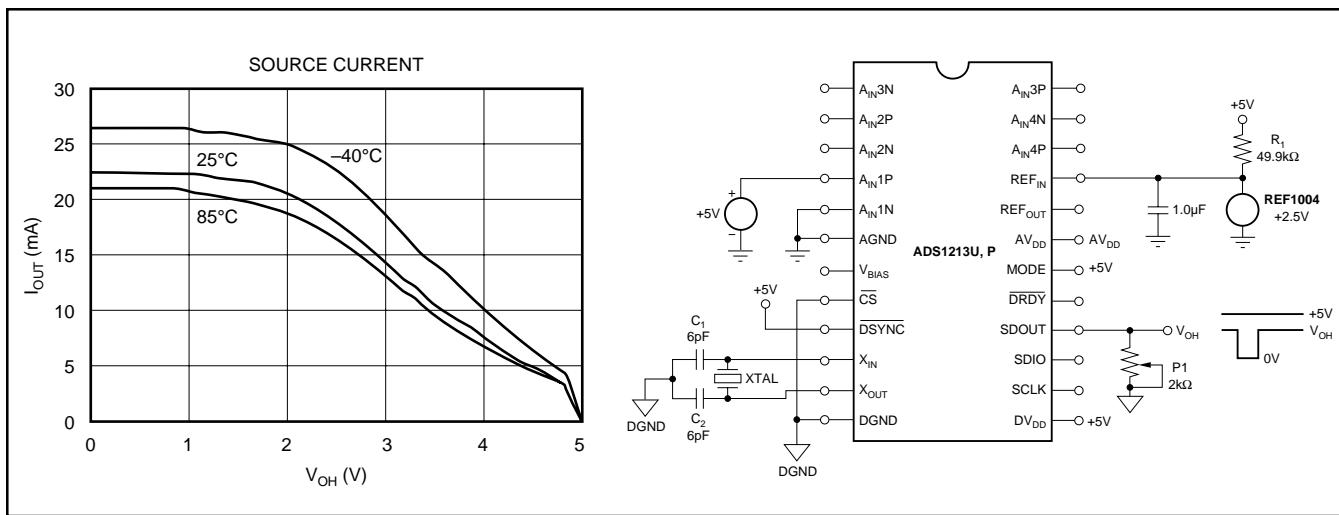 SOURCE CURRENT
30
25
20
15
10
5
0
I_OUT (mA)
–40°C
25°C
85°C
0 1 2 3 4 5
V_OH (V)
A_IN3N
A_IN2P
A_IN2N
A_IN1P
A_IN1N
AGND
V_BIAS
C̅S̅
D̅S̅Y̅N̅C̅
X_IN
X_OUT
DGND
ADS1213U, P
A_IN3P
A_IN4N
A_IN4P
REF_IN
REF_OUT
AV_DD
MODE
D̅R̅D̅Y̅
SDOUT
SDIO
SCLK
DV_DD
+
+5V
–
+5V
C1
6pF
XTAL
C2
6pF
DGND
DGND
+5V
R1
49.9kΩ
1.0µF
REF1004
+2.5V
AV_DD
+5V
V_OH
P1
2kΩ
+5V
+5V
V_OH
0V